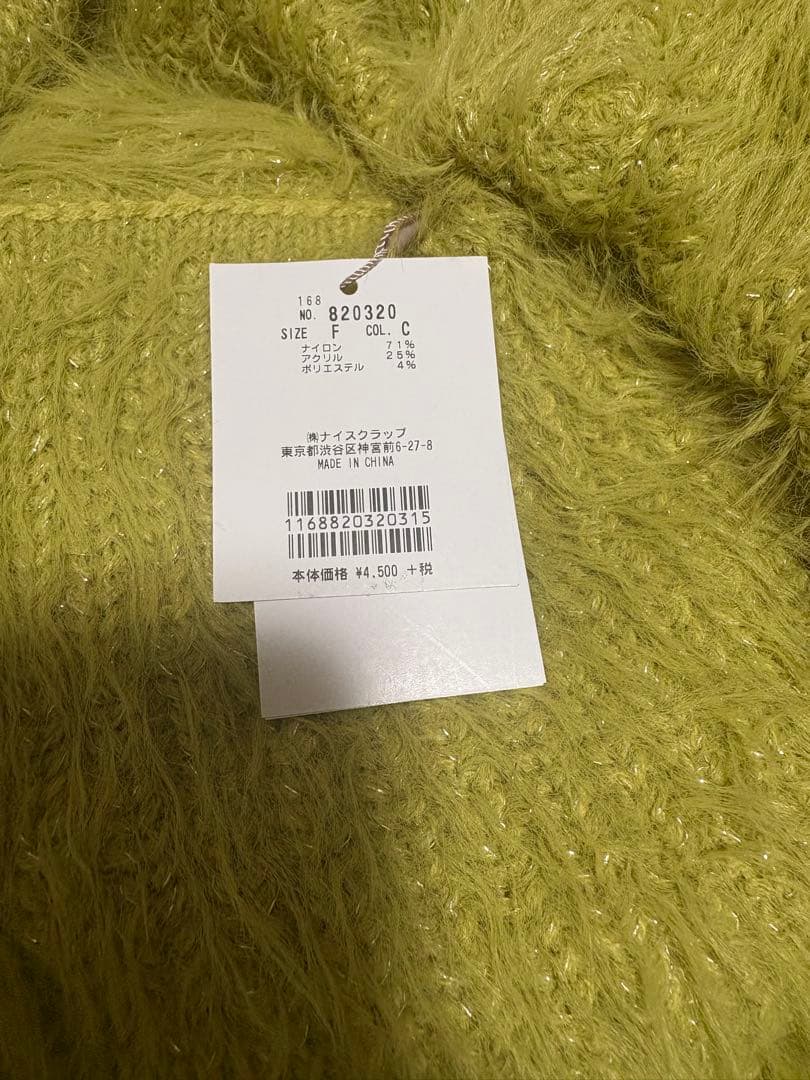 168
NO. 820320
SIZE F COL. C
ナイロン 71%
アクリル 25%
ポリエステル 4%
㈱ナイスクラップ
東京都渋谷区神宮前6-27-8
MADE IN CHINA
1168820320315
本体価格 ¥4,500 +税